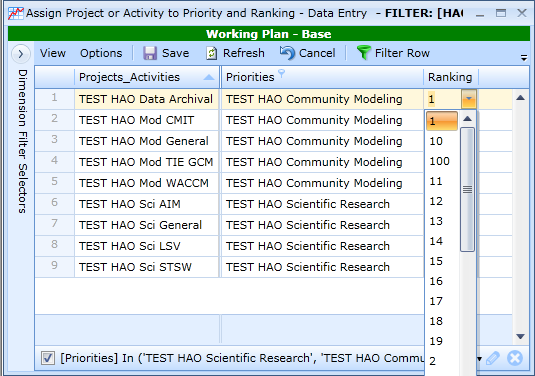 Assign Project or Activity to Priority and Ranking - Data Entry - FILTER: [HA
Working Plan - Base
View Options Save Refresh Cancel Filter Row
Dimension Filter Selectors
Projects_Activities Priorities Ranking
1 TEST HAO Data Archival TEST HAO Community Modeling 1
2 TEST HAO Mod CMIT TEST HAO Community Modeling
3 TEST HAO Mod General TEST HAO Community Modeling
4 TEST HAO Mod TIE GCM TEST HAO Community Modeling
5 TEST HAO Mod WACCM TEST HAO Community Modeling
6 TEST HAO Sci AIM TEST HAO Scientific Research
7 TEST HAO Sci General TEST HAO Scientific Research
8 TEST HAO Sci LSV TEST HAO Scientific Research
9 TEST HAO Sci STSW TEST HAO Scientific Research
1
10
100
11
12
13
14
15
16
17
18
19
2
[Priorities] In ('TEST HAO Scientific Research', 'TEST HAO Commu